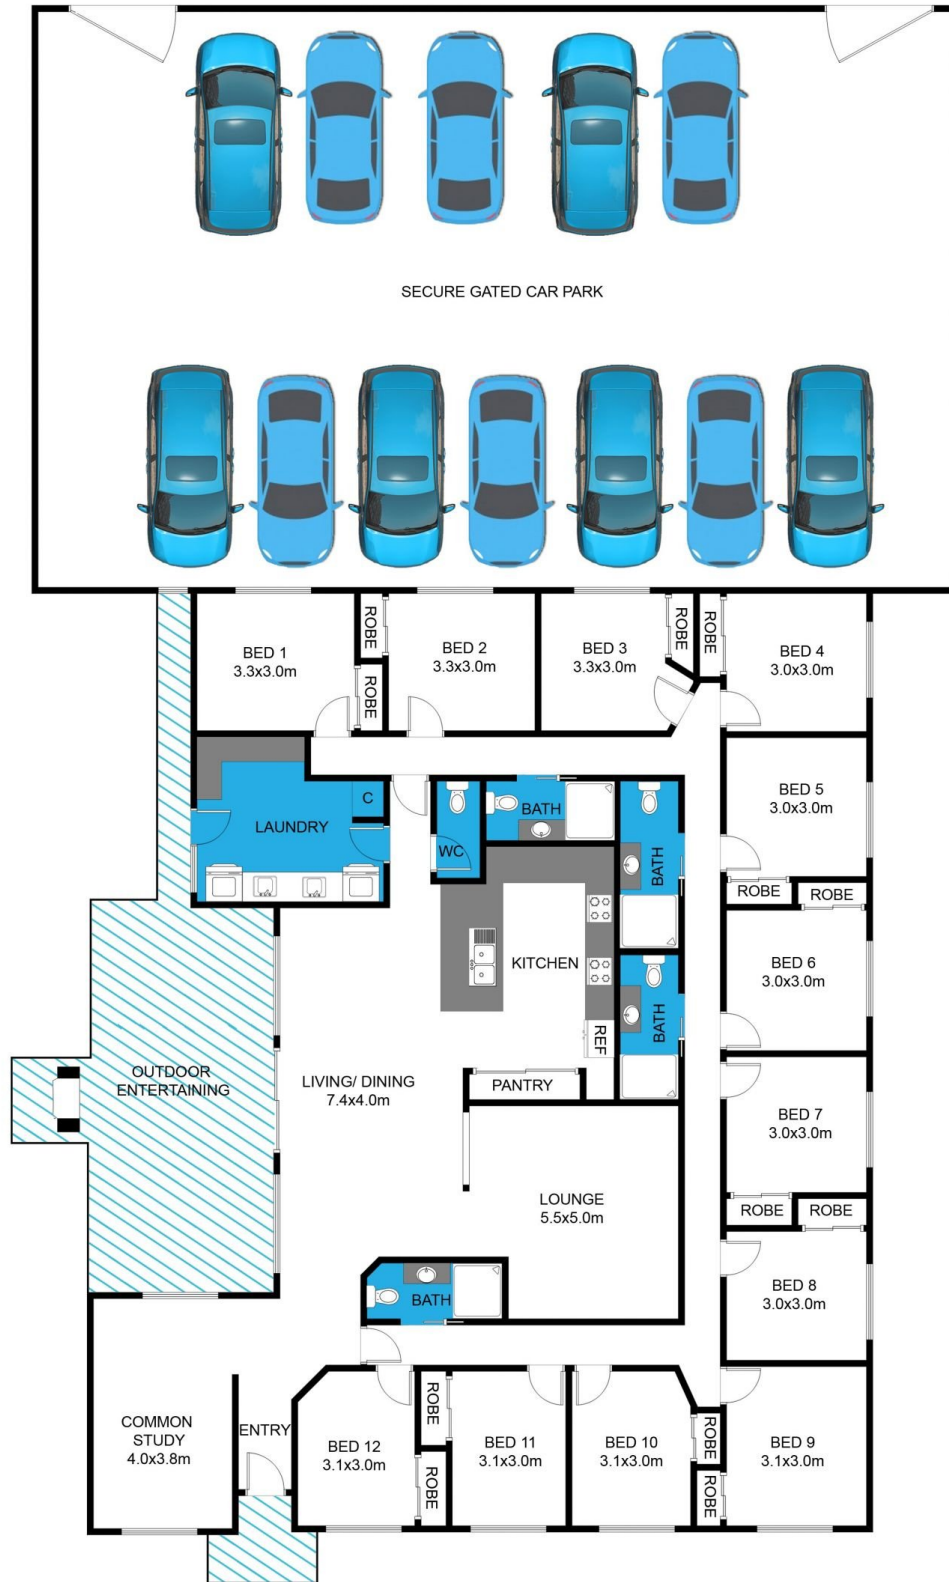 SECURE GATED CAR PARK
BED 1
3.3x3.0m
ROBE
ROBE
BED 2
3.3x3.0m
BED 3
3.3x3.0m
ROBE
ROBE
BED 4
3.0x3.0m
LAUNDRY
C
WC
BATH
BATH
BED 5
3.0x3.0m
ROBE
ROBE
KITCHEN
BATH
REF
PANTRY
BED 6
3.0x3.0m
OUTDOOR
ENTERTAINING
LIVING/ DINING
7.4x4.0m
BED 7
3.0x3.0m
ROBE
ROBE
LOUNGE
5.5x5.0m
BED 8
3.0x3.0m
BATH
COMMON
STUDY
4.0x3.8m
ENTRY
BED 12
3.1x3.0m
ROBE
ROBE
BED 11
3.1x3.0m
BED 10
3.1x3.0m
ROBE
ROBE
BED 9
3.1x3.0m